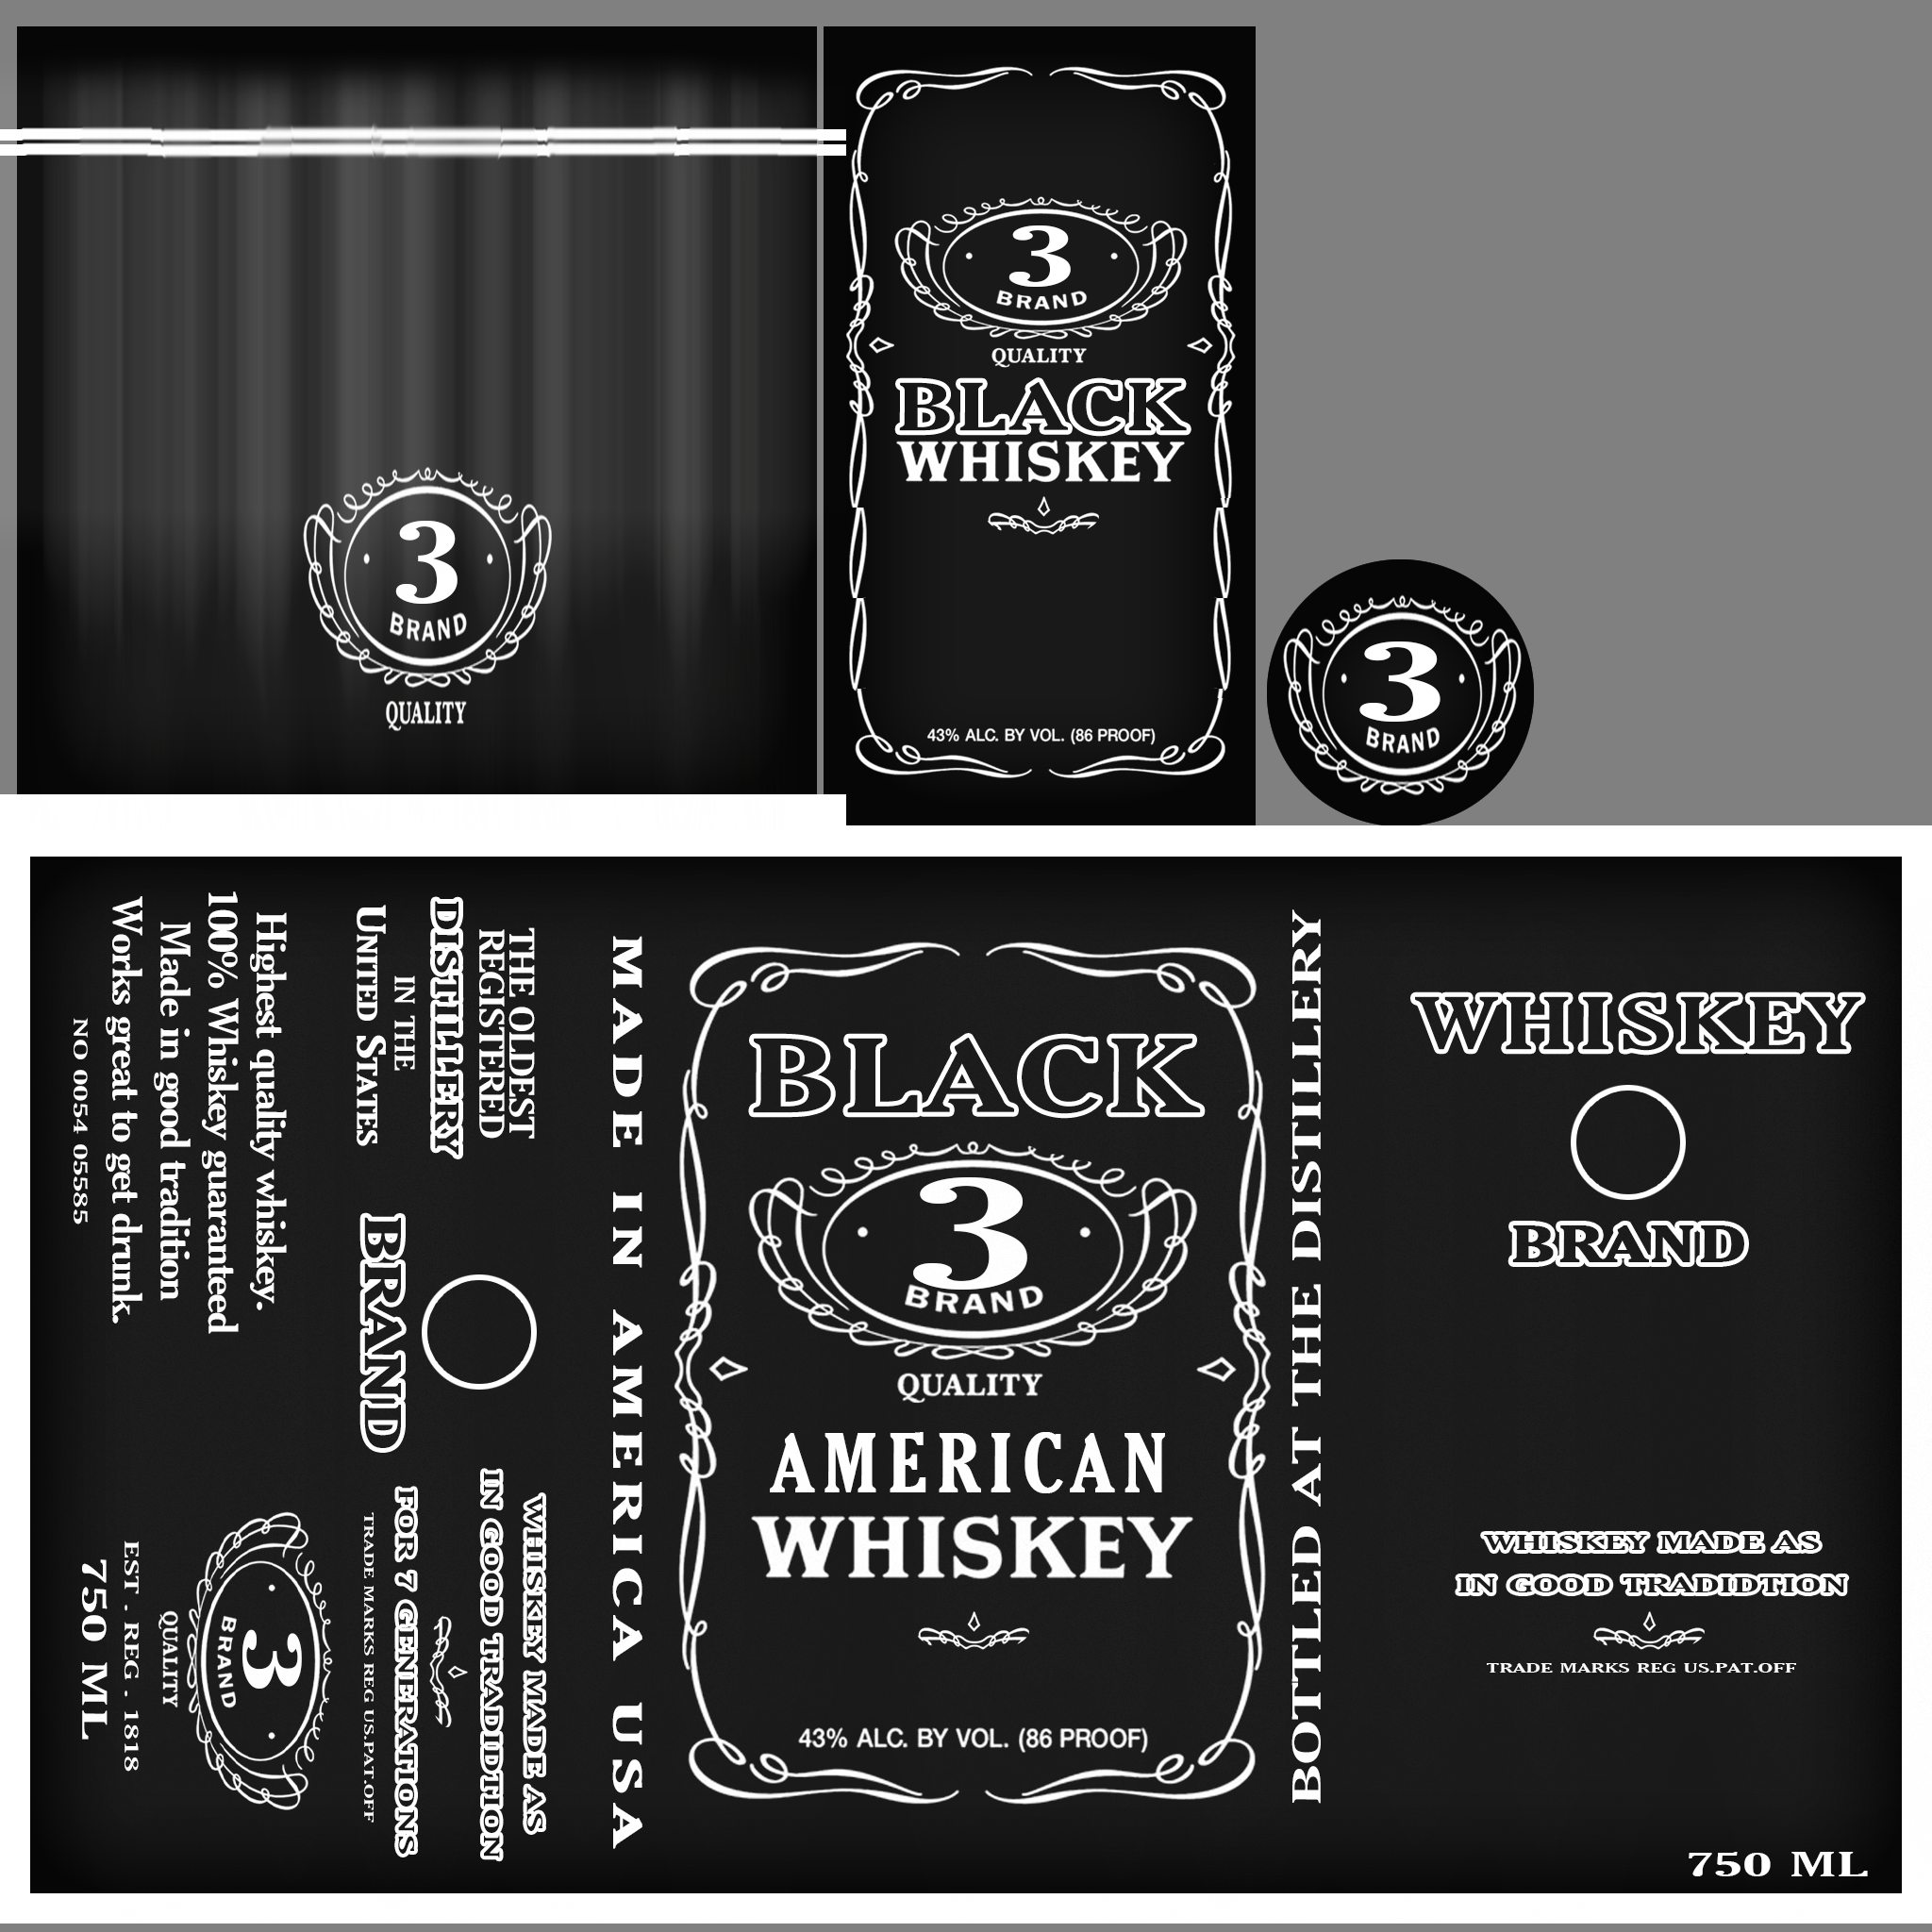 3
BRAND
QUALITY
3
BRAND
QUALITY
BLACK
WHISKEY
43% ALC. BY VOL. (86 PROOF)
3
BRAND
Highest quality whiskey.
100% Whiskey guaranteed
Made in good tradition
Works great to get drunk.
NO 0054 05585
THE OLDEST
REGISTERED
DISTILLERY
IN THE
UNITED STATES
BRAND
WHISKEY MADE AS
IN GOOD TRADIDTION
FOR 7 GENERATIONS
TRADE MARKS REG US.PAT.OFF
3
BRAND
QUALITY
EST - REG - 1818
750 ML
MADE IN AMERICA USA
BLACK
3
BRAND
QUALITY
AMERICAN
WHISKEY
43% ALC. BY VOL. (86 PROOF)
BOTTLED AT THE DISTILLERY
WHISKEY
BRAND
WHISKEY MADE AS
IN GOOD TRADIDTION
TRADE MARKS REG US.PAT.OFF
750 ML